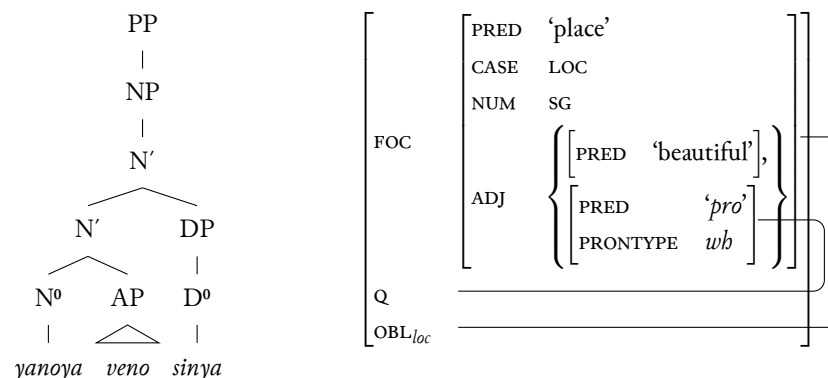 PP
NP
N′
N′ DP
N⁰ AP D⁰
yanoya veno sinya
PRED ‘place’
CASE LOC
NUM SG
FOC
PRED ‘beautiful’ ,
ADJ
PRED ‘pro’
PRONTYPE wh
Q
OBLloc